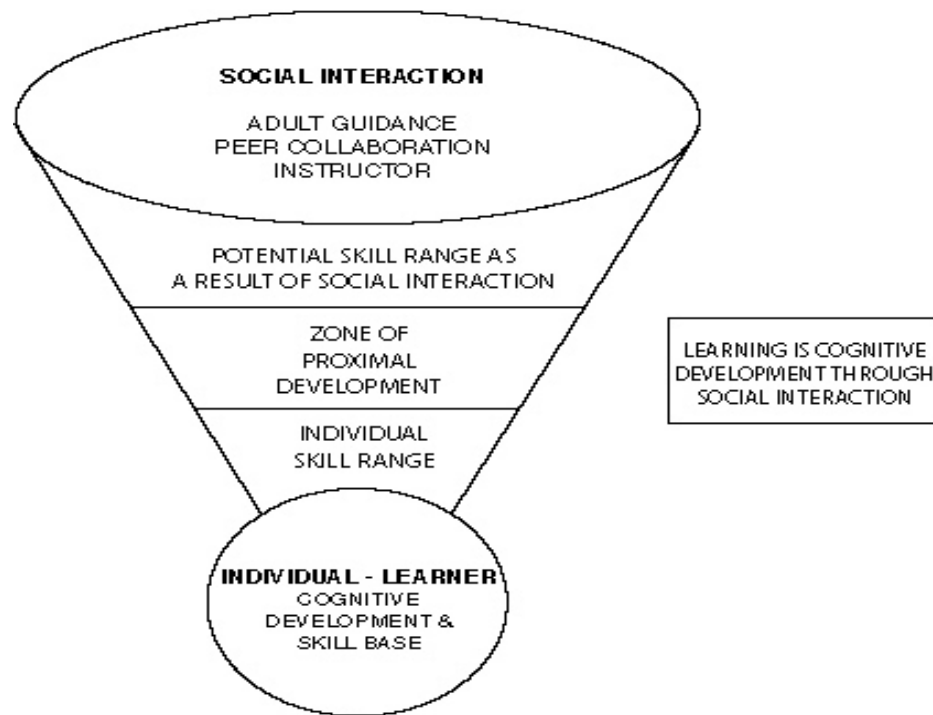 SOCIAL INTERACTION
ADULT GUIDANCE
PEER COLLABORATION
INSTRUCTOR
POTENTIAL SKILL RANGE AS
A RESULT OF SOCIAL INTERACTION
ZONE OF
PROXIMAL
DEVELOPMENT
INDIVIDUAL
SKILL RANGE
INDIVIDUAL - LEARNER
COGNITIVE
DEVELOPMENT &
SKILL BASE
LEARNING IS COGNITIVE
DEVELOPMENT THROUGH
SOCIAL INTERACTION